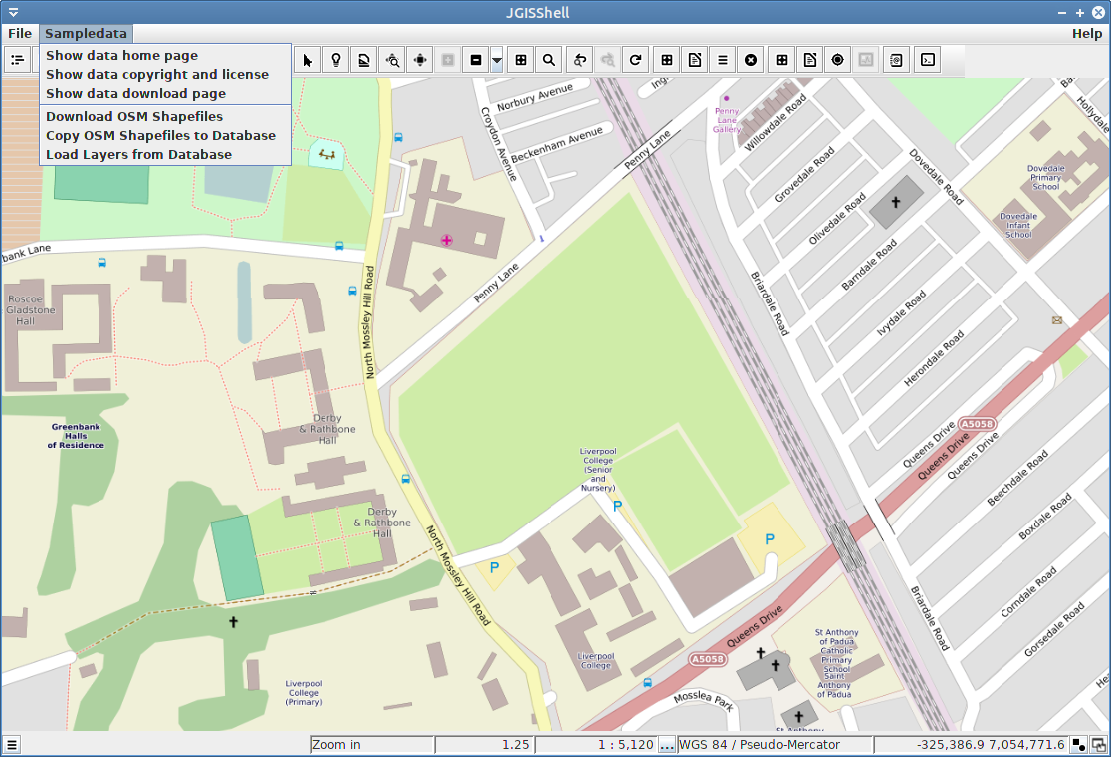 JGISShell
File Sampledata Help
Show data home page
Show data copyright and license
Show data download page
Download OSM Shapefiles
Copy OSM Shapefiles to Database
Load Layers from Database
Norbury Avenue
Croydon Avenue
Beckenham Avenue
Penny Lane
Penny
Lane
Gallery
Willowdale Road
Grovedale Road
Olivedale Road
Dovedale Road
Hollydale
Dovedale
Primary
School
Dovedale
Infant
School
Barndale Road
Briardale Road
Ivydale Road
Herondale Road
bank Lane
Roscoe
Gladstone
Hall
Penny Lane
North Mossley Hill Road
Derby
& Rathbone
Hall
Greenbank
Halls
of Residence
A5058
Queens Drive
Queens Drive
Queens Drive
Beechdale Road
Boxdale Road
Liverpool
College
(Senior
and
Nursery)
P
P
P
Derby
& Rathbone
Hall
North Mossley Hill Road
Corndale Road
Gorsedale Road
Briardale Road
Queens Drive
A5058
St Anthony
of Padua
Catholic
Primary
School
Saint
Anthony
of Padua
Liverpool
College
Liverpool
College
(Primary)
Mosslea Park
St Anthony
Zoom in 1.25 1 : 5,120 ... WGS 84 / Pseudo-Mercator -325,386.9 7,054,771.6